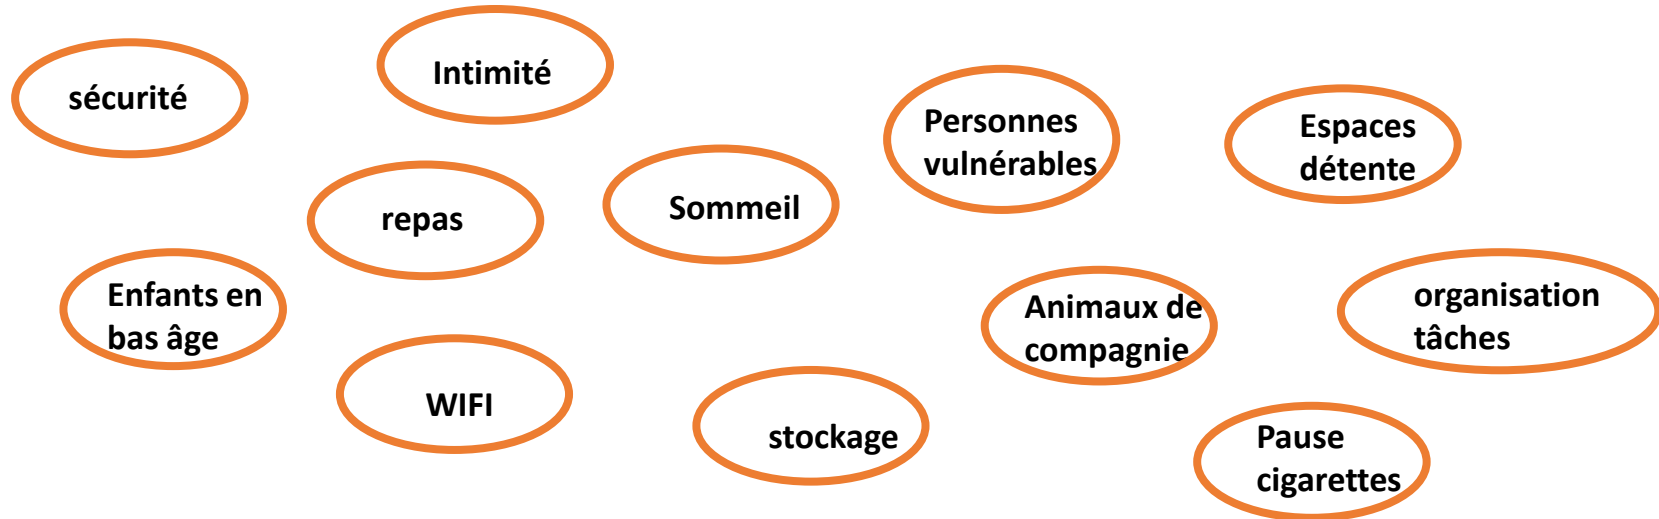 sécurité
Intimité
Personnes
vulnérables
Espaces
détente
repas
Sommeil
Enfants en
bas âge
Animaux de
compagnie
organisation
tâches
WIFI
stockage
Pause
cigarettes